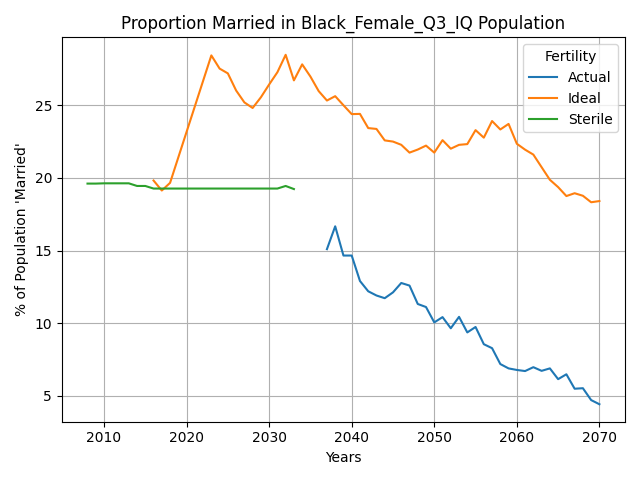 Proportion Married in Black_Female_Q3_IQ Population
% of Population 'Married'
25
20
15
10
5
Fertility
Actual
Ideal
Sterile
2010 2020 2030 2040 2050 2060 2070
Years